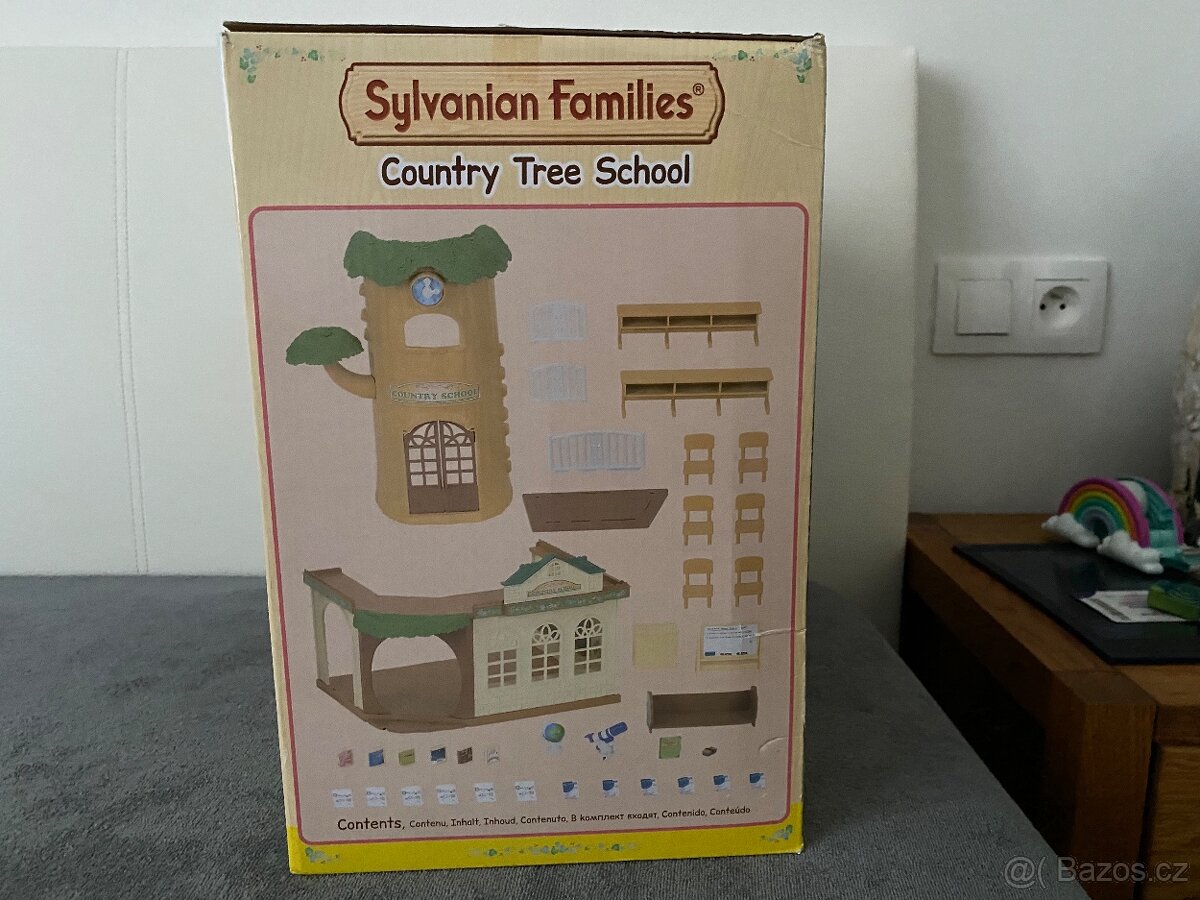 Sylvanian Families®
Country Tree School
COUNTRY SCHOOL
Contents, Contenu, Inhalt, Inhoud, Contenuto, В комплект входят, Contenido, Conteúdo
@( Bazos.cz